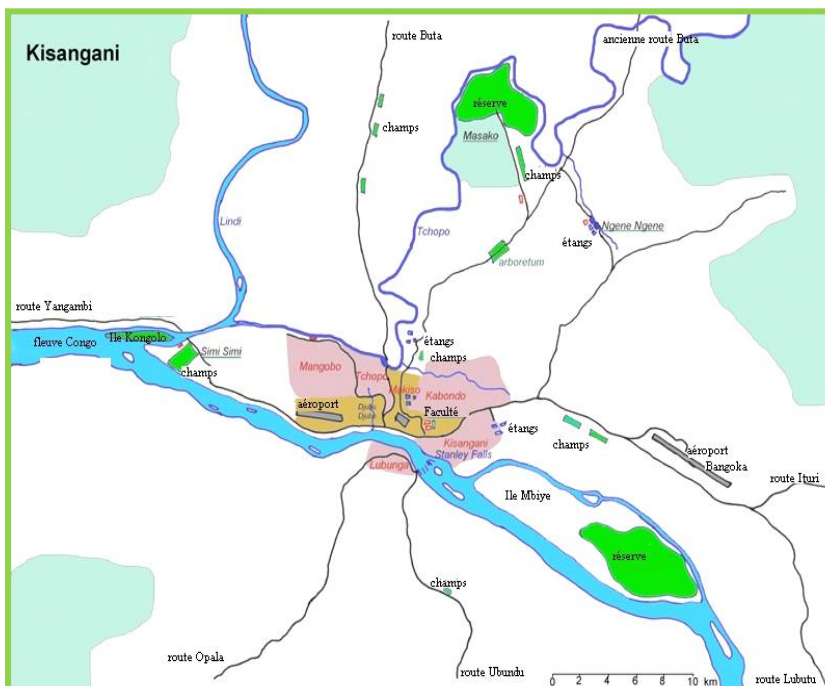 route Buta
ancienne route Buta
Kisangani
réserve
champs
Masako
champs
Lindi
Tchopo
Ngene Ngene
étangs
arboretum
route Yangambi
fleuve Congo
Ile Kongolo
Simi Simi
champs
étangs
champs
Mangobo
Tchopo
Makiso
Kabondo
aéroport
Djubu
Djubu
Faculté
Kisangani
étangs
Stanley Falls
champs
aéroport
Bangoka
Lubunga
Ile Mbiye
route Ituri
réserve
champs
route Opala
route Ubundu
0 2 4 6 8 10
km
route Lubutu